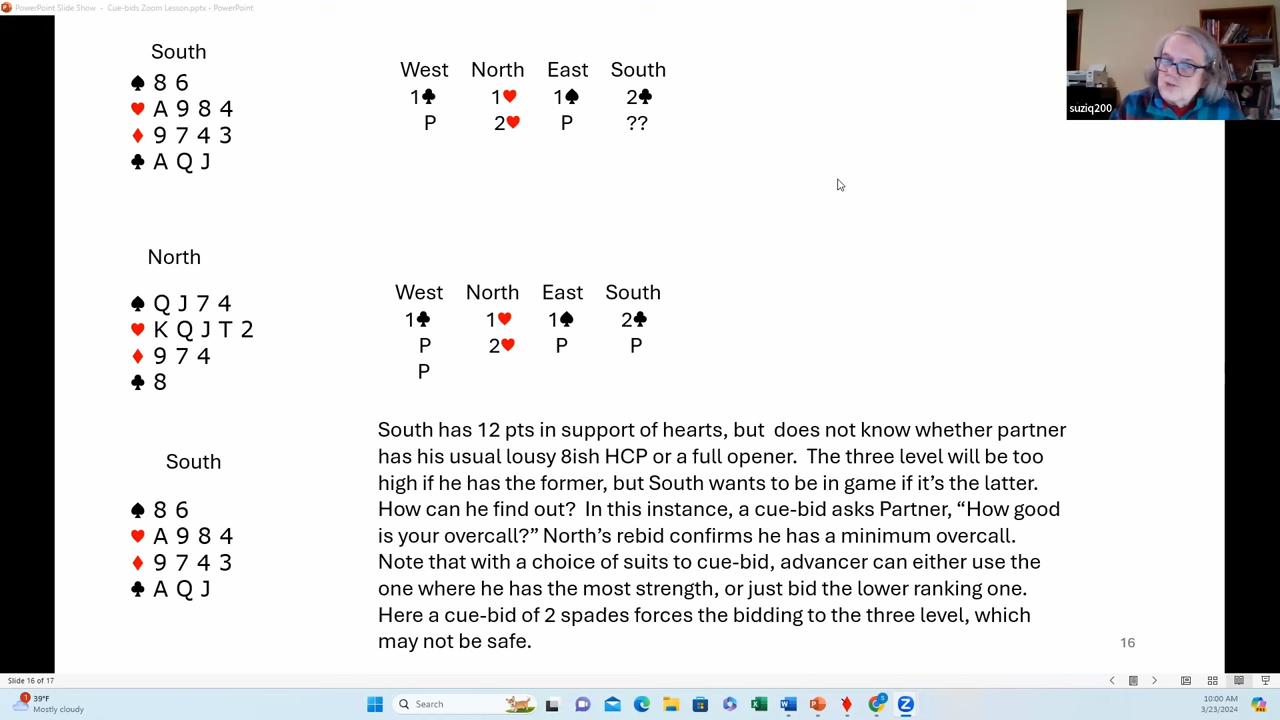 PowerPoint Slide Show - Cue-bids Zoom Lesson.pptx - PowerPoint
South
♠ 8 6
♥ A 9 8 4
♦ 9 7 4 3
♣ A Q J
West North East South
1♣ 1♥ 1♠ 2♣
P 2♥ P ??
suziq200
North
♠ Q J 7 4
♥ K Q J T 2
♦ 9 7 4
♣ 8
West North East South
1♣ 1♥ 1♠ 2♣
P 2♥ P P
P
South
♠ 8 6
♥ A 9 8 4
♦ 9 7 4 3
♣ A Q J
South has 12 pts in support of hearts, but does not know whether partner
has his usual lousy 8ish HCP or a full opener. The three level will be too
high if he has the former, but South wants to be in game if it's the latter.
How can he find out? In this instance, a cue-bid asks Partner, “How good
is your overcall?” North's rebid confirms he has a minimum overcall.
Note that with a choice of suits to cue-bid, advancer can either use the
one where he has the most strength, or just bid the lower ranking one.
Here a cue-bid of 2 spades forces the bidding to the three level, which
may not be safe.
16
Slide 16 of 17
39°F
Mostly cloudy
Search
10:00 AM
3/23/2024